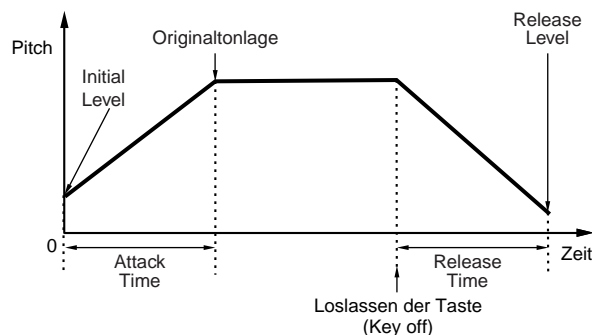 Pitch
Originaltonlage
Release
Level
Initial
Level
0
Attack
Time
Release
Time
Zeit
Loslassen der Taste
(Key off)